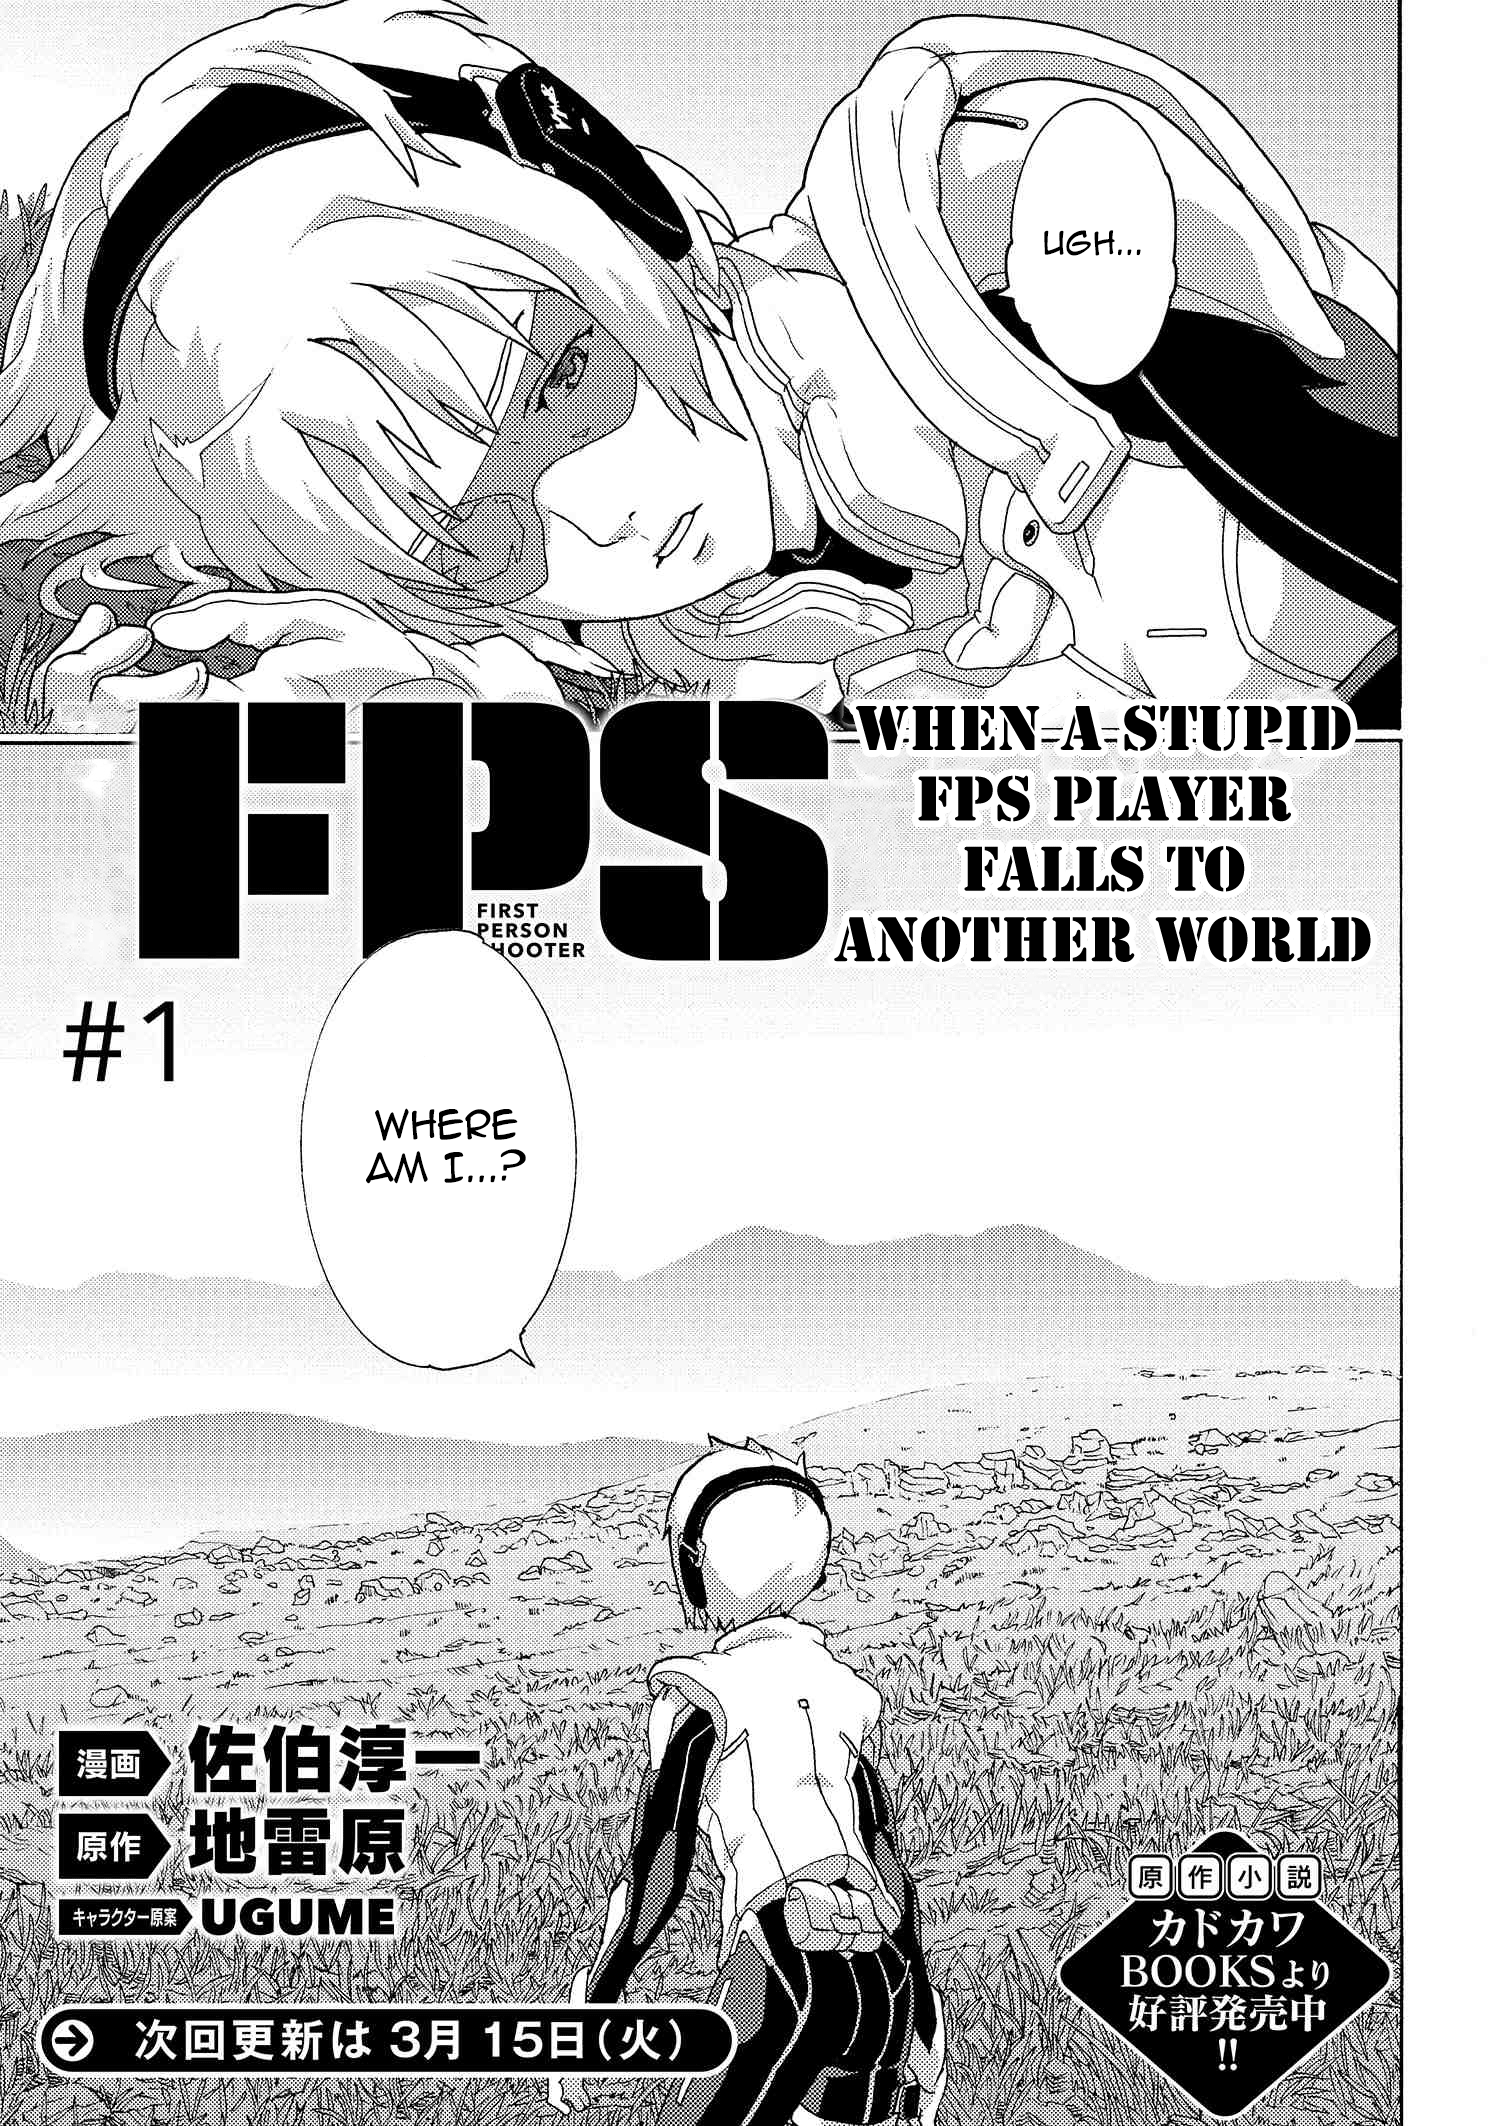 UGH...
FPS
FIRST
PERSON
HOOTER
WHEN A STUPID
FPS PLAYER
FALLS TO
ANOTHER WORLD
#1
WHERE
AM I...?
漫画 佐伯淳一
原作 地雷原
キャラクター原案 UGUME
次回更新は 3月 15日(火)
原作小説
カドカワ
BOOKSより
好評発売中
!!